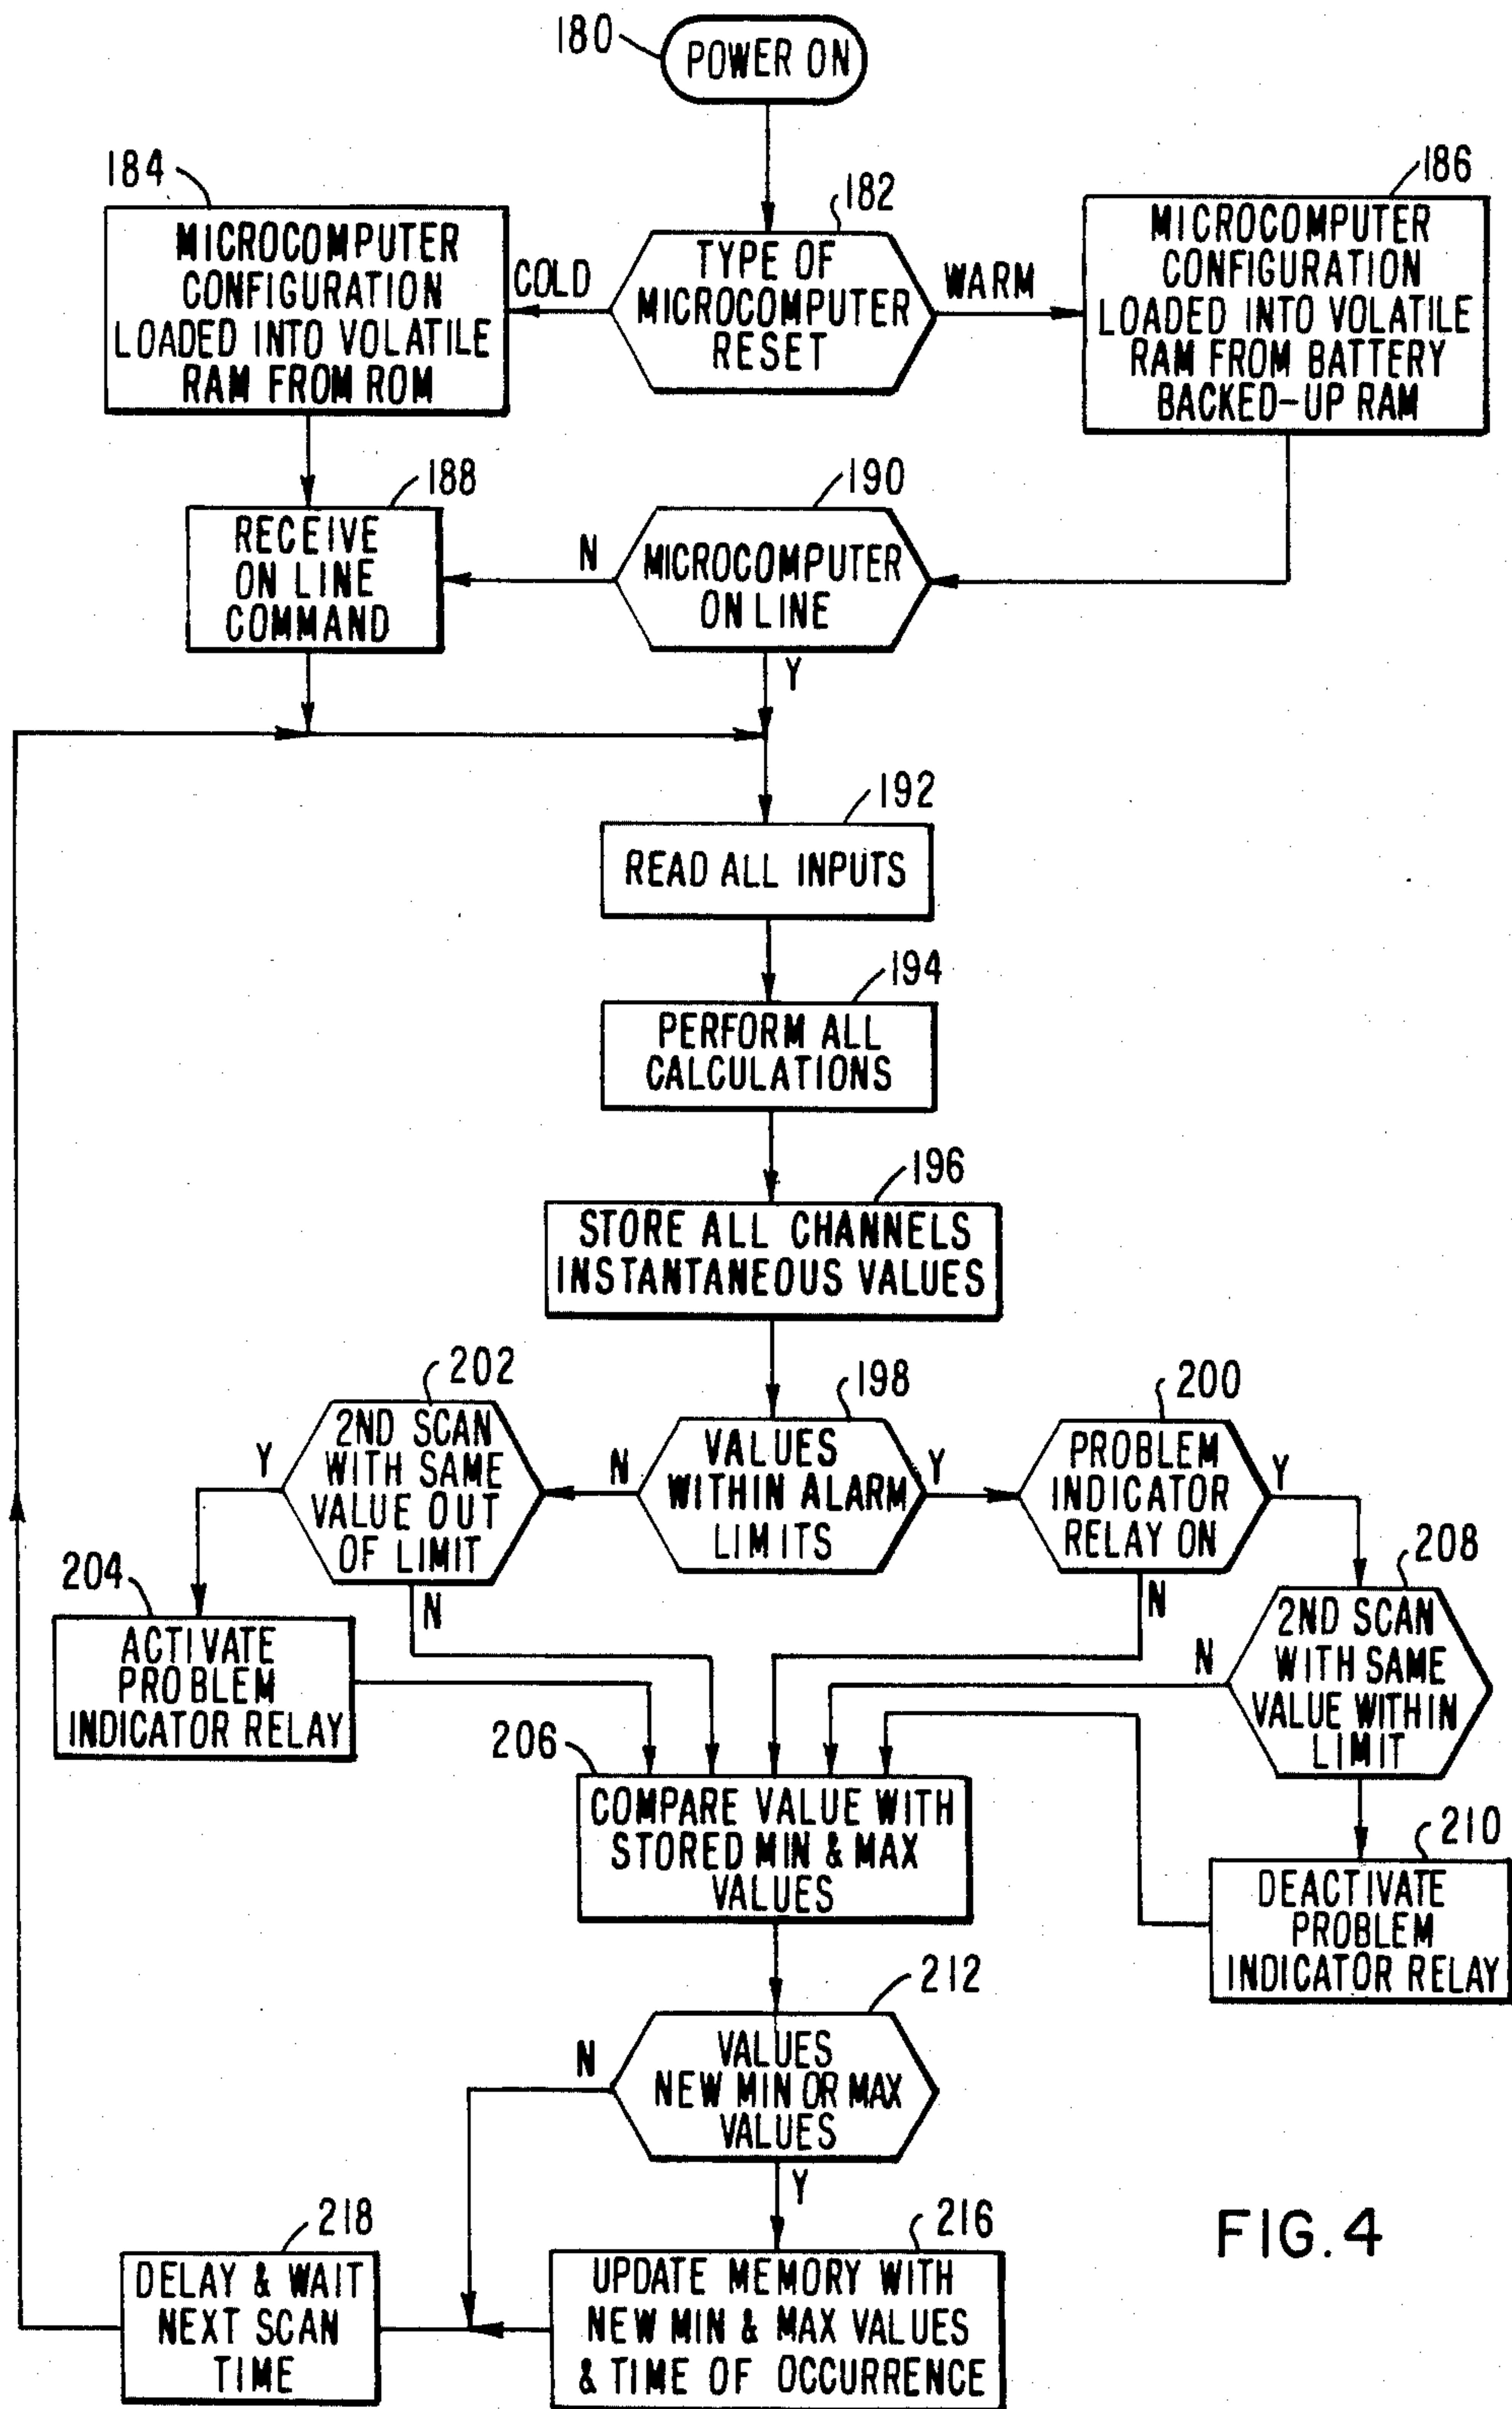 180
POWER ON
184
MICROCOMPUTER
CONFIGURATION
LOADED INTO VOLATILE
RAM FROM ROM
COLD
182
TYPE OF
MICROCOMPUTER
RESET
WARM
186
MICROCOMPUTER
CONFIGURATION
LOADED INTO VOLATILE
RAM FROM BATTERY
BACKED-UP RAM
188
RECEIVE
ON LINE
COMMAND
N
190
MICROCOMPUTER
ON LINE
Y
192
READ ALL INPUTS
194
PERFORM ALL
CALCULATIONS
196
STORE ALL CHANNELS
INSTANTANEOUS VALUES
202
2ND SCAN
WITH SAME
VALUE OUT
OF LIMIT
Y
N
N
198
VALUES
WITHIN ALARM
LIMITS
Y
200
PROBLEM
INDICATOR
RELAY ON
Y
N
204
ACTIVATE
PROBLEM
INDICATOR RELAY
208
2ND SCAN
WITH SAME
VALUE WITHIN
LIMIT
N
206
COMPARE VALUE WITH
STORED MIN & MAX
VALUES
210
DEACTIVATE
PROBLEM
INDICATOR RELAY
212
VALUES
NEW MIN OR MAX
VALUES
N
Y
218
DELAY & WAIT
NEXT SCAN
TIME
216
UPDATE MEMORY WITH
NEW MIN & MAX VALUES
& TIME OF OCCURRENCE
FIG. 4